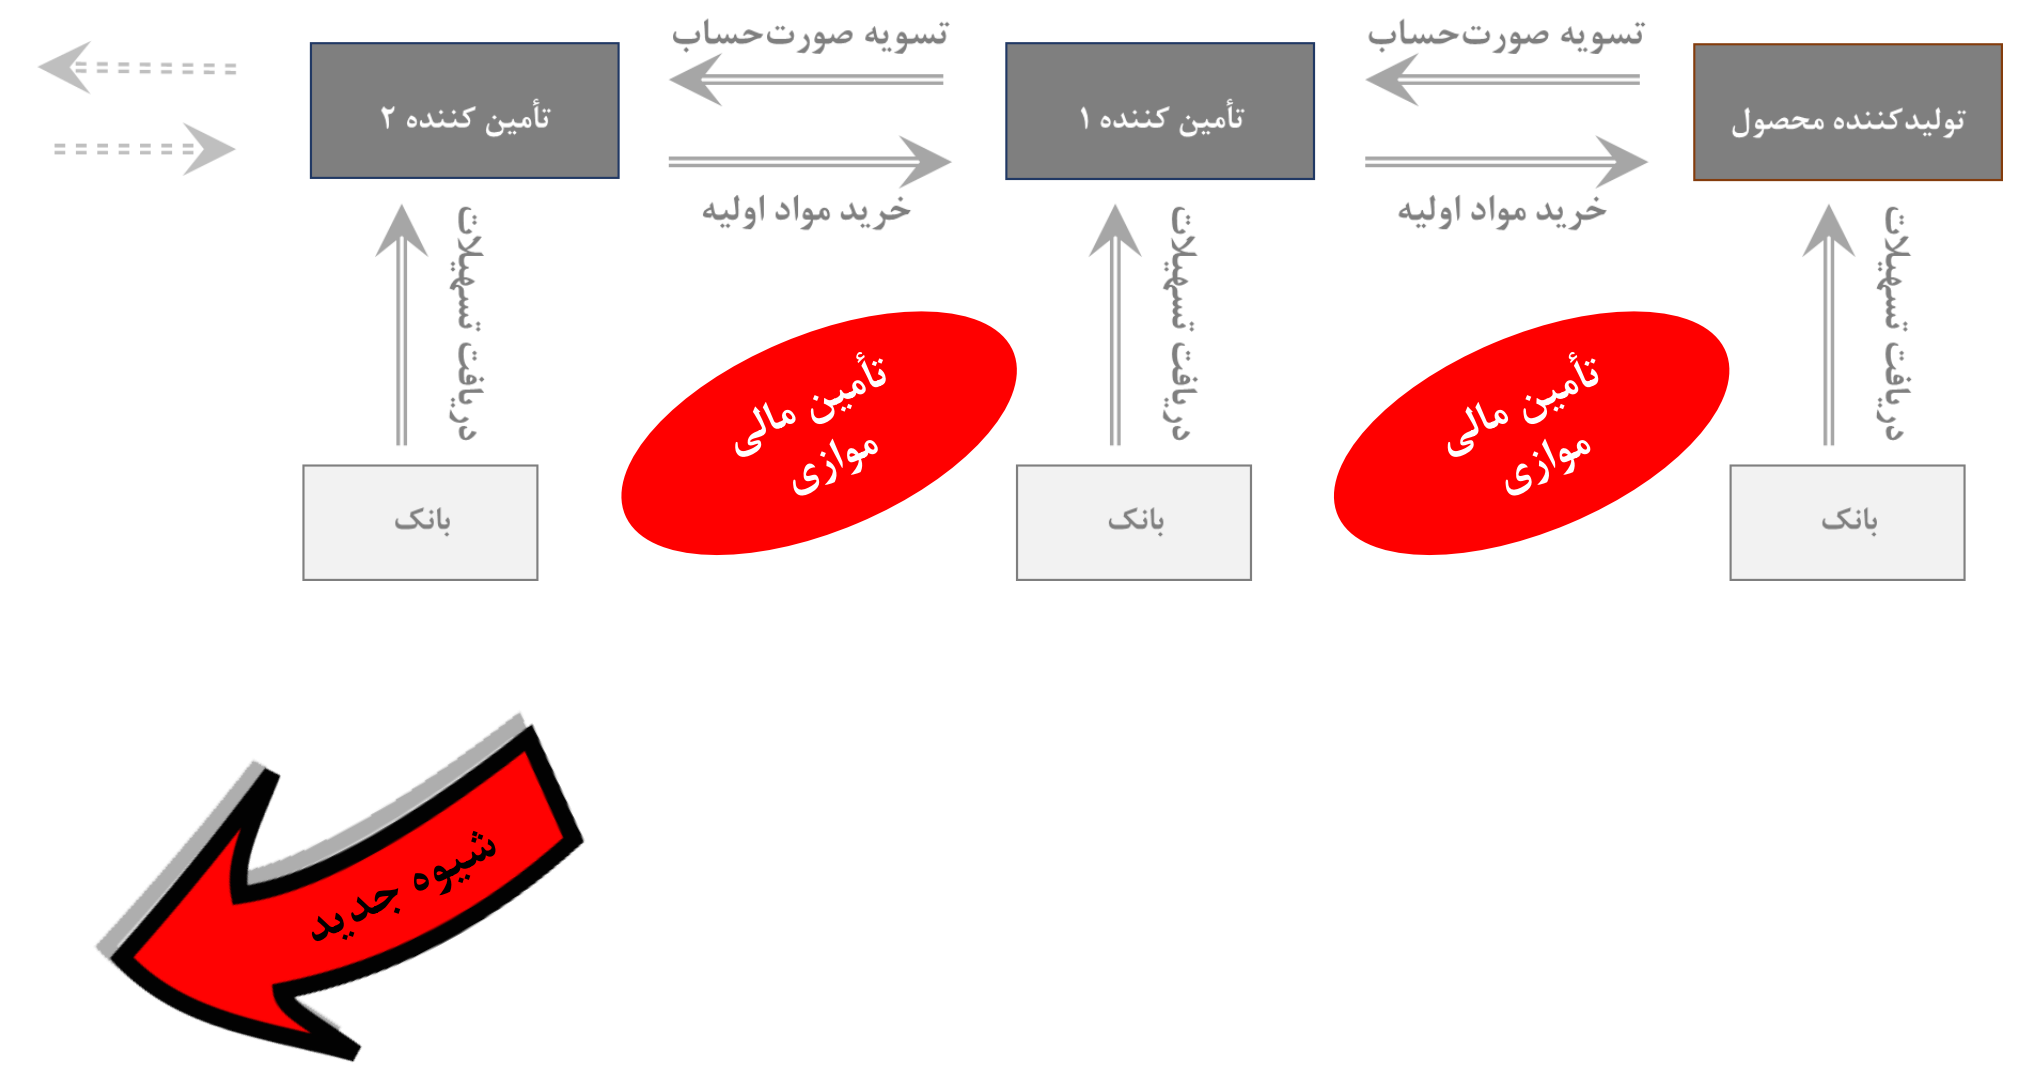 تسویه صورت‌حساب
تسویه صورت‌حساب
تولیدکننده محصول
تأمین کننده ۱
تأمین کننده ۲
خرید مواد اولیه
خرید مواد اولیه
دریافت تسهیلات
دریافت تسهیلات
دریافت تسهیلات
تأمین مالی
موازی
تأمین مالی
موازی
بانک
بانک
بانک
شیوه جدید